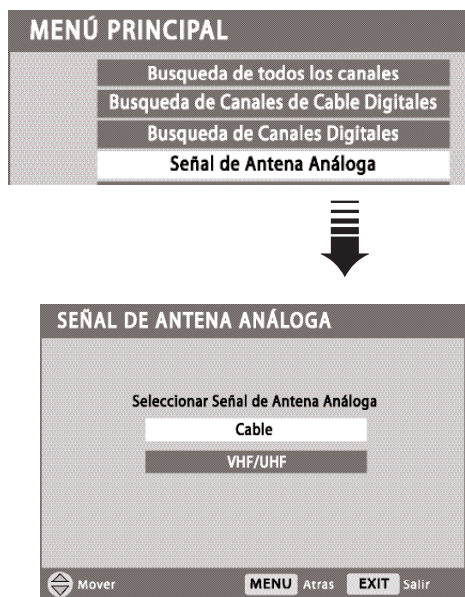 MENÚ PRINCIPAL
Busqueda de todos los canales
Busqueda de Canales de Cable Digitales
Busqueda de Canales Digitales
Señal de Antena Análoga
SEÑAL DE ANTENA ANÁLOGA
Seleccionar Señal de Antena Análoga
Cable
VHF/UHF
Mover MENU Atras EXIT Salir